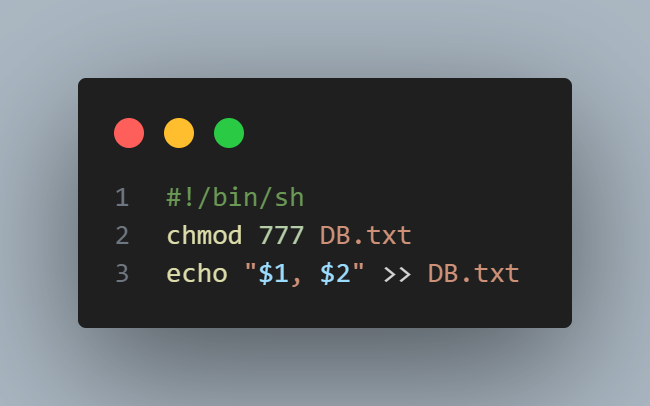 1 #!/bin/sh
2 chmod 777 DB.txt
3 echo "$1, $2" >> DB.txt